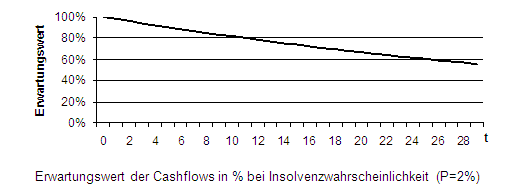 Erwartungswert
100%
80%
60%
40%
20%
0%
0 2 4 6 8 10 12 14 16 18 20 22 24 26 28 t
Erwartungswert der Cashflows in % bei Insolvenzwahrscheinlichkeit (P=2%)